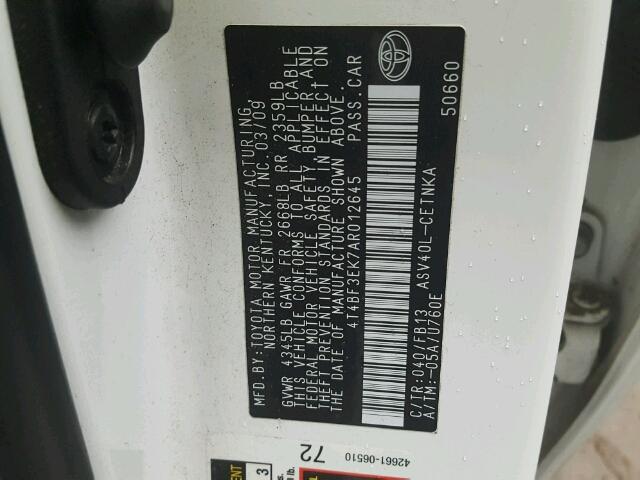 MFD.BY:TOYOTA MOTOR MANUFACTURING,
NORTHERN KENTUCKY, INC. 03/09
GVWR 4345LB GAWR FR 2668LB RR 2359LB
THIS VEHICLE CONFORMS TO ALL APPLICABLE
FEDERAL MOTOR VEHICLE SAFETY, BUMPER, AND
THEFT PREVENTION STANDARDS IN EFFECT ON
THE DATE OF MANUFACTURE SHOWN ABOVE.
4T4BF3EK7AR012645 PASS.CAR
C/TR:040/FB13 ASV40L-CETNKA
A/TM:-05A/U760E
50660
42661-06510
72
3